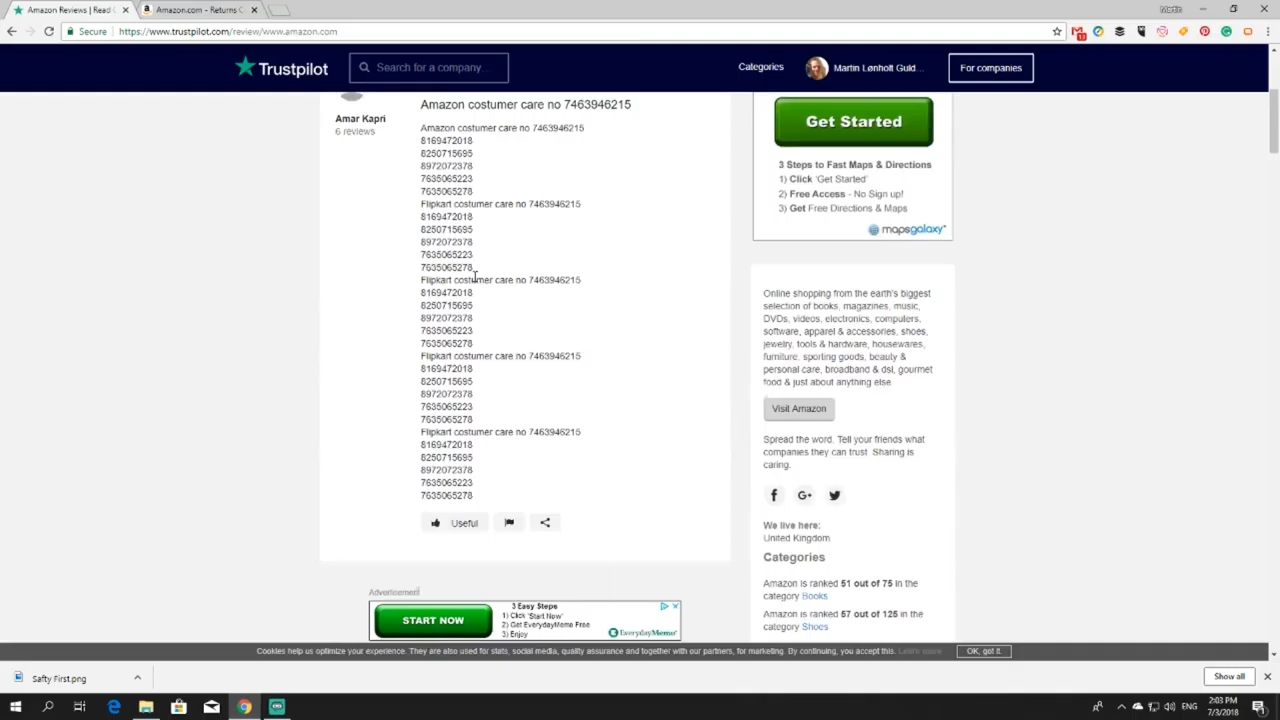 Amazon Reviews | Read
Amazon.com - Returns C
Martin
Secure
https://www.trustpilot.com/review/www.amazon.com
Trustpilot
Search for a company...
Categories
Martin Lønholt Guld...
For companies
Amar Kapri
6 reviews
Amazon costumer care no 7463946215
Amazon costumer care no 7463946215
8169472018
8250715695
8972072378
7635065223
7635065278
Flipkart costumer care no 7463946215
8169472018
8250715695
8972072378
7635065223
7635065278
Flipkart costumer care no 7463946215
8169472018
8250715695
8972072378
7635065223
7635065278
Flipkart costumer care no 7463946215
8169472018
8250715695
8972072378
7635065223
7635065278
Flipkart costumer care no 7463946215
8169472018
8250715695
8972072378
7635065223
7635065278
Useful
Get Started
3 Steps to Fast Maps & Directions
1) Click 'Get Started'
2) Free Access - No Sign up!
3) Get Free Directions & Maps
mapsgalaxy
Online shopping from the earth's biggest
selection of books, magazines, music,
DVDs, videos, electronics, computers,
software, apparel & accessories, shoes,
jewelry, tools & hardware, housewares,
furniture, sporting goods, beauty &
personal care, broadband & dsl, gourmet
food & just about anything else
Visit Amazon
Spread the word. Tell your friends what
companies they can trust. Sharing is
caring.
We live here:
United Kingdom
Categories
Amazon is ranked 51 out of 75 in the
category Books
Amazon is ranked 57 out of 125 in the
category Shoes
Advertisement
START NOW
3 Easy Steps
1) Click 'Start Now'
2) Get EverydayMemo Free
3) Enjoy
EverydayMemo
Cookies help us optimize your experience. They are also used for stats, social media, quality assurance and together with our partners, for marketing. By continuing, you accept this. Learn more
OK, got it.
Safty First.png
Show all
ENG
2:03 PM
7/3/2018